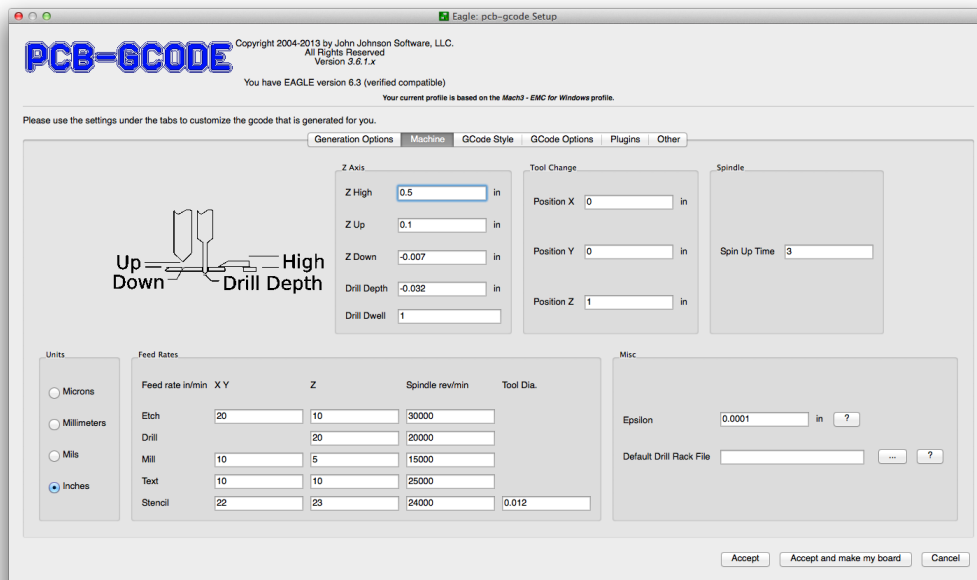 Eagle: pcb-gcode Setup
PCB-GCODE
Copyright 2004-2013 by John Johnson Software, LLC.
All Rights Reserved
Version 3.6.1.x
You have EAGLE version 6.3 (verified compatible)
Your current profile is based on the Mach3 - EMC for Windows profile.
Please use the settings under the tabs to customize the gcode that is generated for you.
Generation Options Machine GCode Style GCode Options Plugins Other
Up
Down
High
Drill Depth
Z Axis
Z High 0.5 in
Z Up 0.1 in
Z Down -0.007 in
Drill Depth -0.032 in
Drill Dwell 1
Tool Change
Position X 0 in
Position Y 0 in
Position Z 1 in
Spindle
Spin Up Time 3
Units
Microns
Millimeters
Mils
Inches
Feed Rates
Feed rate in/min X Y Z Spindle rev/min Tool Dia.
Etch 20 10 30000
Drill 20 20000
Mill 10 5 15000
Text 10 10 25000
Stencil 22 23 24000 0.012
Misc
Epsilon 0.0001 in ?
Default Drill Rack File ... ?
Accept Accept and make my board Cancel